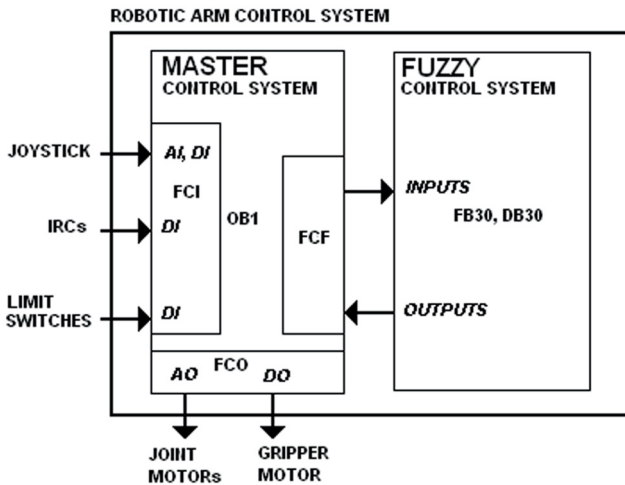 ROBOTIC ARM CONTROL SYSTEM
MASTER
CONTROL SYSTEM
FUZZY
CONTROL SYSTEM
JOYSTICK
AI, DI
FCI
IRCs
DI
OB1
FCF
INPUTS
FB30, DB30
LIMIT
SWITCHES
DI
OUTPUTS
FCO
AO
DO
JOINT
MOTORs
GRIPPER
MOTOR